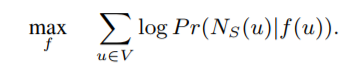 max Σ log Pr(N_S(u)|f(u)).
f u∈V